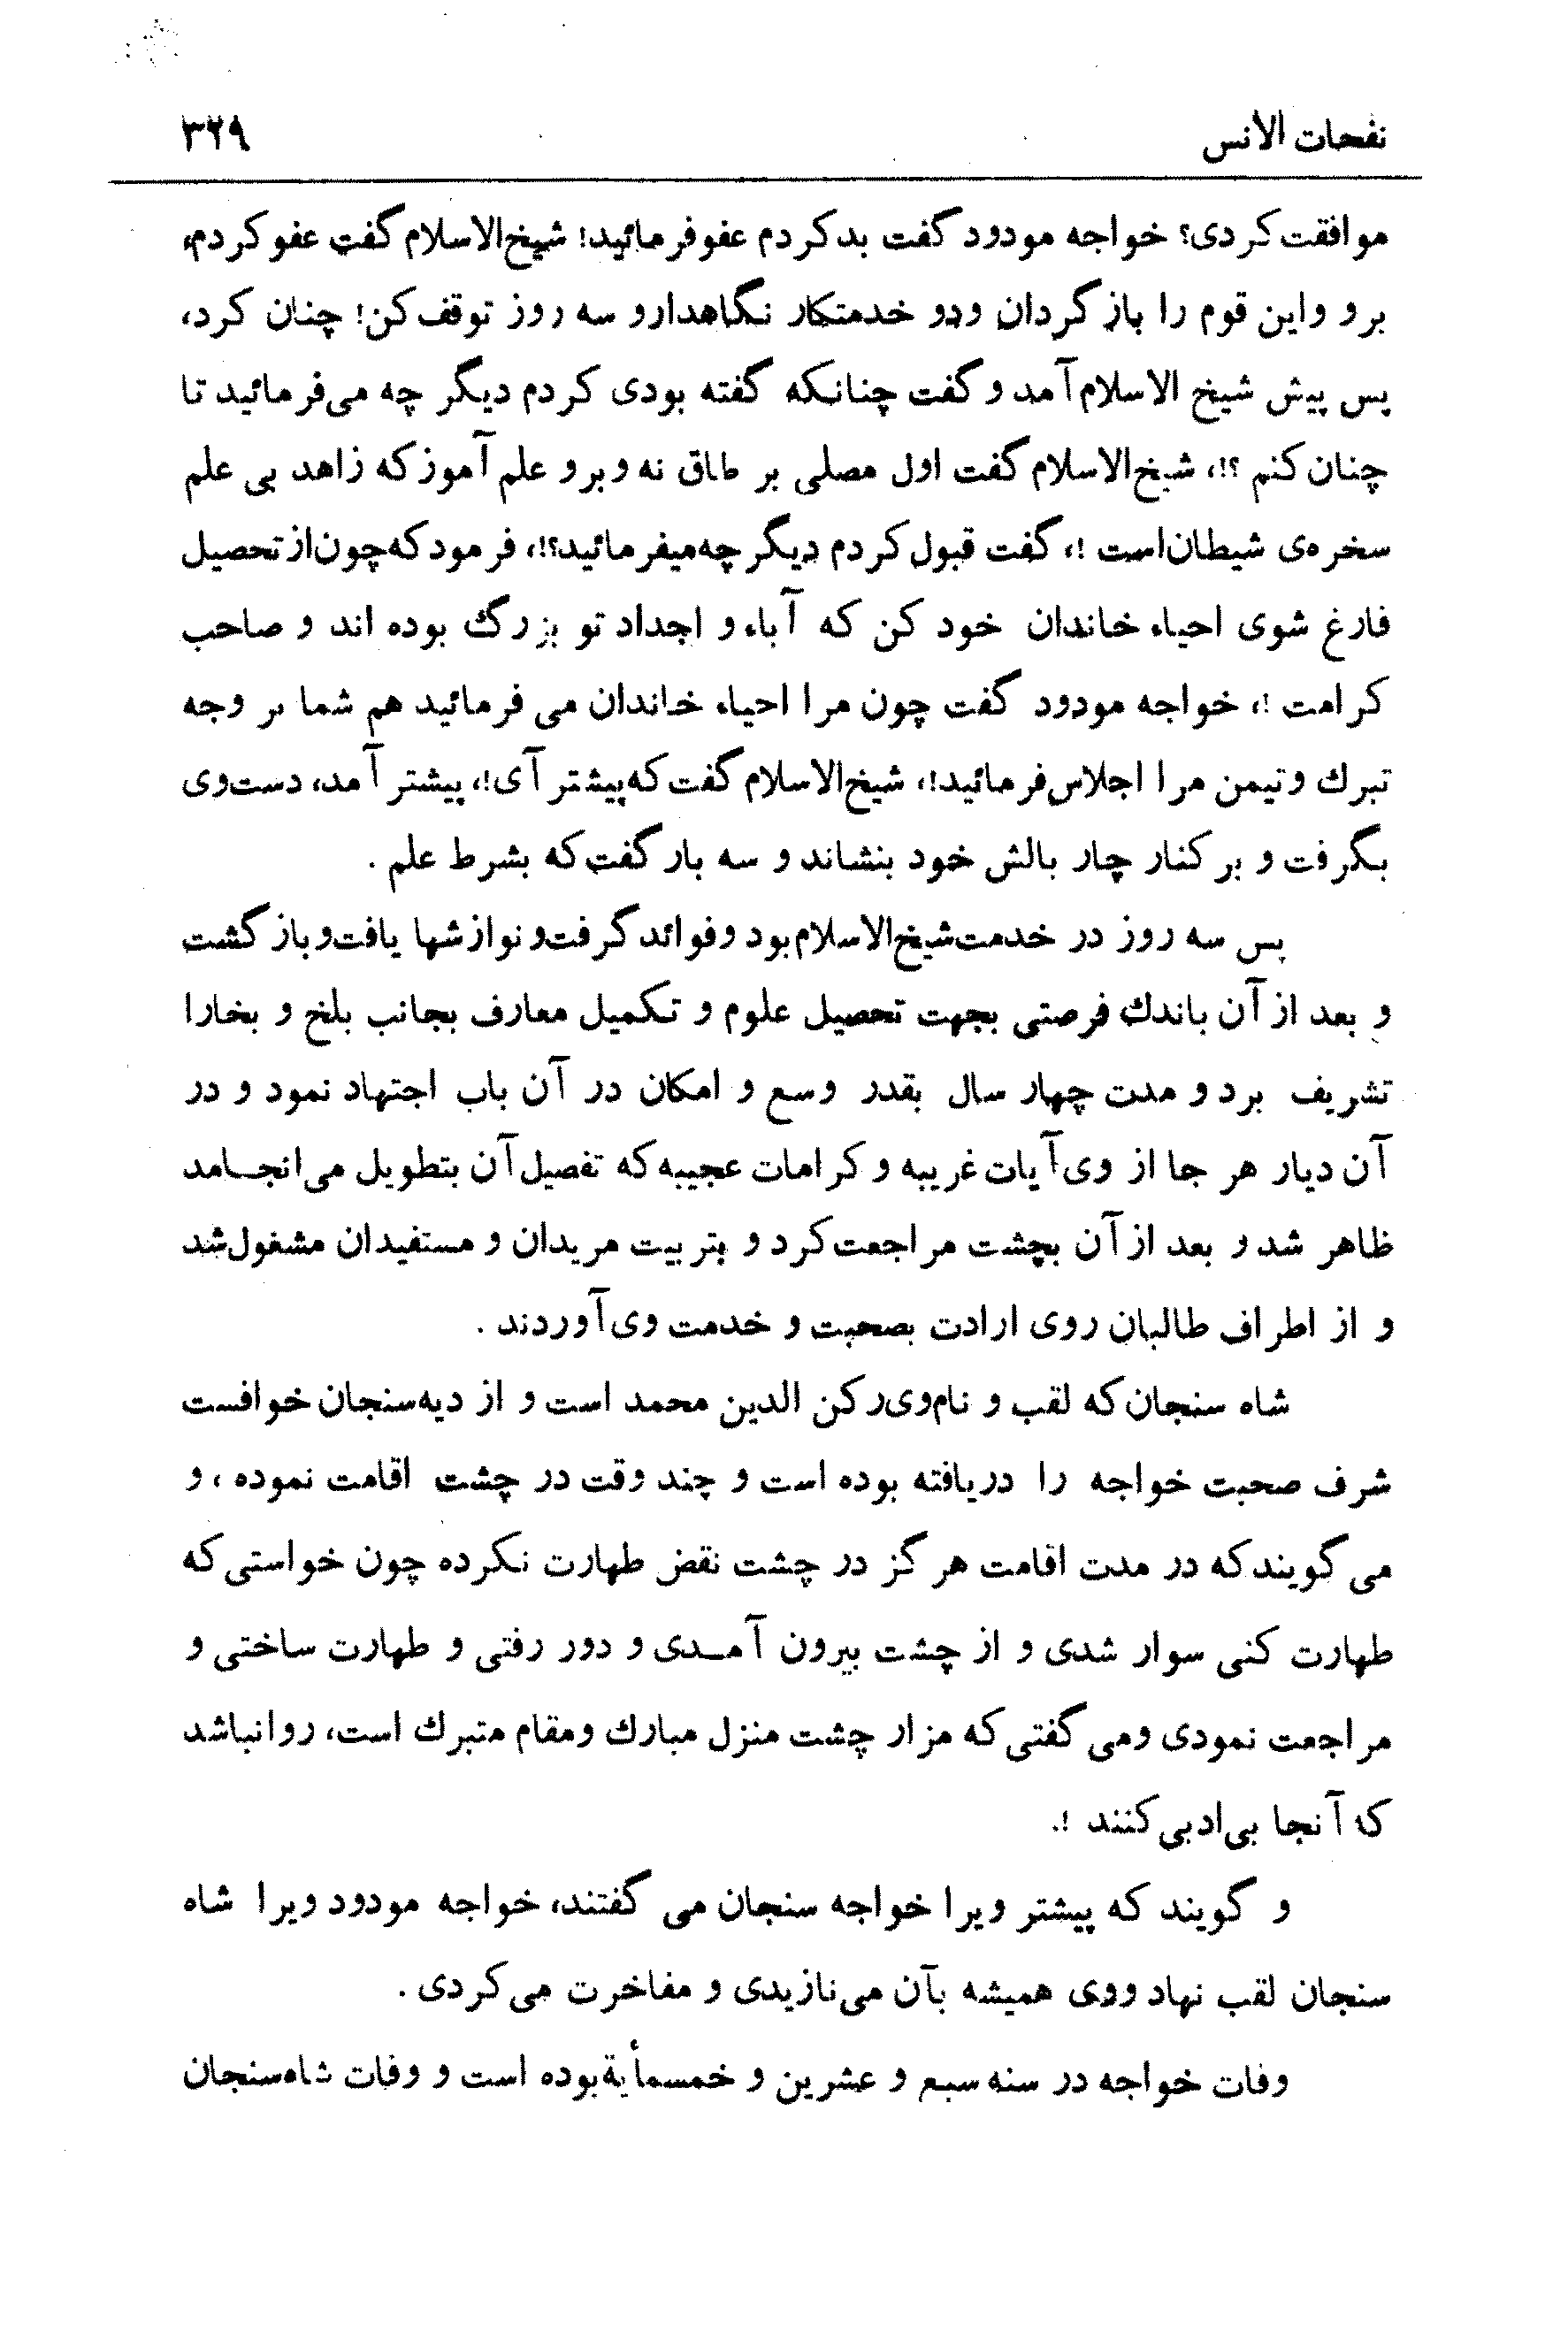 نفحات الانس ۳۲۹
موافقت کردی؟ خواجه مودود گفت بد کردم عفو فرمائید! شیخ الاسلام گفت عفو کردم،
برو واین قوم را بازگردان ودو خدمتکار نگاهدارو سه روز توقف کن! چنان کرد،
پس پیش شیخ الاسلام آمد وگفت چنانکه گفته بودی کردم دیگر چه می‌فرمائید تا
چنان کنم ؟!، شیخ الاسلام گفت اول مصلی بر طاق نه وبرو علم آموز که زاهد بی علم
سخره‌ی شیطان است !، گفت قبول کردم دیگر چه میفرمائید؟!، فرمود که چون از تحصیل
فارغ شوی احیاء خاندان خود کن که آباء و اجداد تو بزرگ بوده اند و صاحب
کرامت !، خواجه مودود گفت چون مرا احیاء خاندان می فرمائید هم شما بر وجه
تبرك وتیمن مرا اجلاس فرمائید!، شیخ الاسلام گفت که پیشتر آی!، پیشتر آمد، دست وی
بگرفت و بر کنار چار بالش خود بنشاند و سه بار گفت که بشرط علم .
پس سه روز در خدمت شیخ الاسلام بود وفوائد گرفت و نوازشها یافت و باز گشت
و بعد از آن باندك فرصتی بجهت تحصیل علوم و تکمیل معارف بجانب بلخ و بخارا
تشریف برد و مدت چهار سال بقدر وسع و امکان در آن باب اجتهاد نمود و در
آن دیار هر جا از وی آیات غریبه و کرامات عجیبه که تفصیل آن بتطویل می‌انجـامد
ظاهر شد و بعد از آن بچشت مراجعت کرد و بتربیت مریدان و مستفیدان مشغول شد
و از اطراف طالبان روی ارادت بصحبت و خدمت وی آوردند .
شاه سنجان که لقب و نام وی رکن الدین محمد است و از دیه سنجان خوافست
شرف صحبت خواجه را دریافته بوده است و چند وقت در چشت اقامت نموده ، و
می گویند که در مدت اقامت هرگز در چشت نقض طهارت نکرده چون خواستی که
طهارت کنی سوار شدی و از چشت بیرون آمـدی و دور رفتی و طهارت ساختی و
مراجعت نمودی ومی گفتی که مزار چشت منزل مبارك ومقام متبرك است، روا نباشد
که آنجا بی‌ادبی کنند !.
و گویند که پیشتر ویرا خواجه سنجان می گفتند، خواجه مودود ویرا شاه
سنجان لقب نهاد ووی همیشه بآن می‌نازیدی و مفاخرت می‌کردی .
وفات خواجه در سنه سبع و عشرین و خمسمأیة بوده است و وفات شاه سنجان